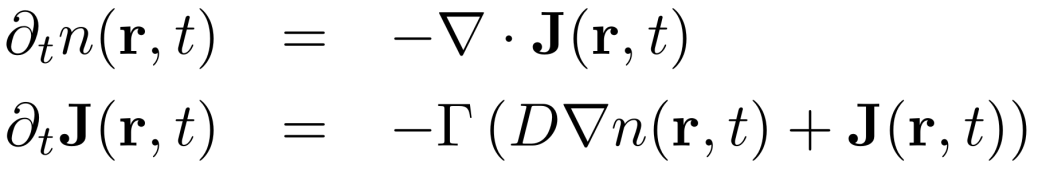 ∂ₜn(𝐫, t) = −∇ · 𝐉(𝐫, t)
∂ₜ𝐉(𝐫, t) = −Γ (D∇n(𝐫, t) + 𝐉(𝐫, t))